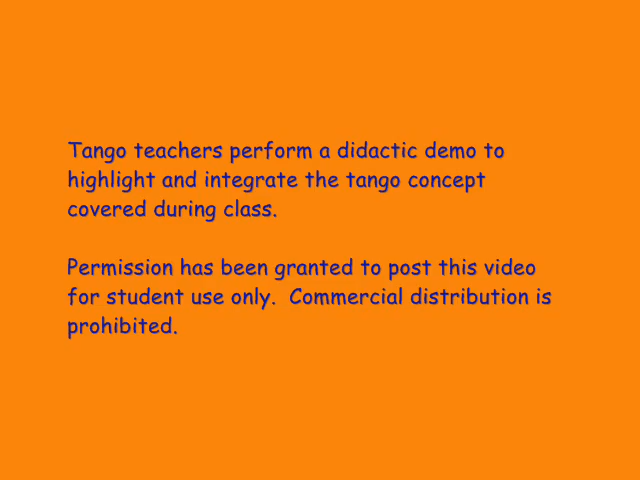 Tango teachers perform a didactic demo to
highlight and integrate the tango concept
covered during class.
Permission has been granted to post this video
for student use only.  Commercial distribution is
prohibited.